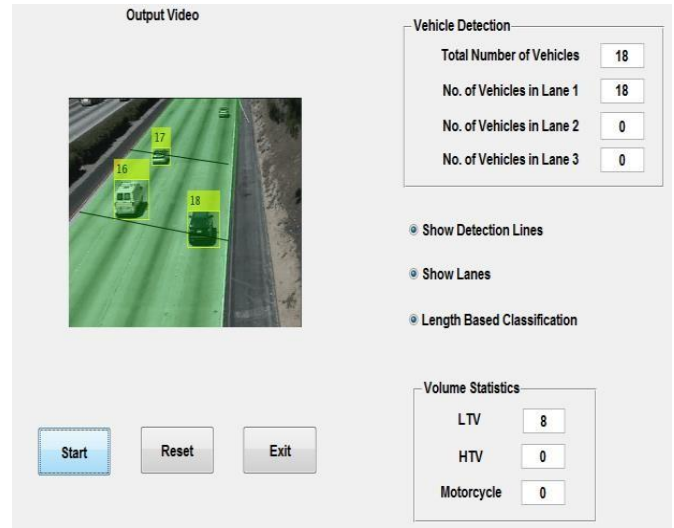 Output Video
17
16
18
Start
Reset
Exit
Vehicle Detection
Total Number of Vehicles 18
No. of Vehicles in Lane 1 18
No. of Vehicles in Lane 2 0
No. of Vehicles in Lane 3 0
Show Detection Lines
Show Lanes
Length Based Classification
Volume Statistics
LTV 8
HTV 0
Motorcycle 0